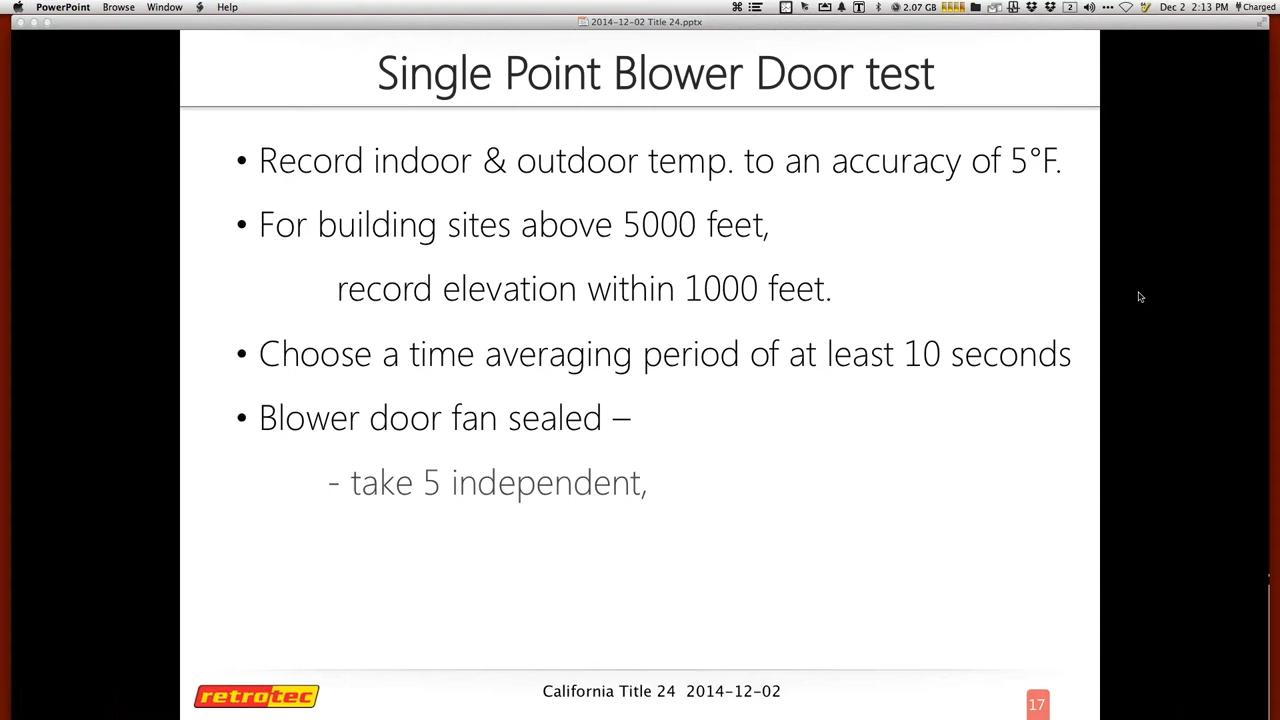 PowerPoint Browse Window Help 2.07 GB 2 Dec 2 2:13 PM Charged
2014-12-02 Title 24.pptx
Single Point Blower Door test
• Record indoor & outdoor temp. to an accuracy of 5°F.
• For building sites above 5000 feet,
record elevation within 1000 feet.
• Choose a time averaging period of at least 10 seconds
• Blower door fan sealed –
- take 5 independent,
retrotec
California Title 24 2014-12-02
17